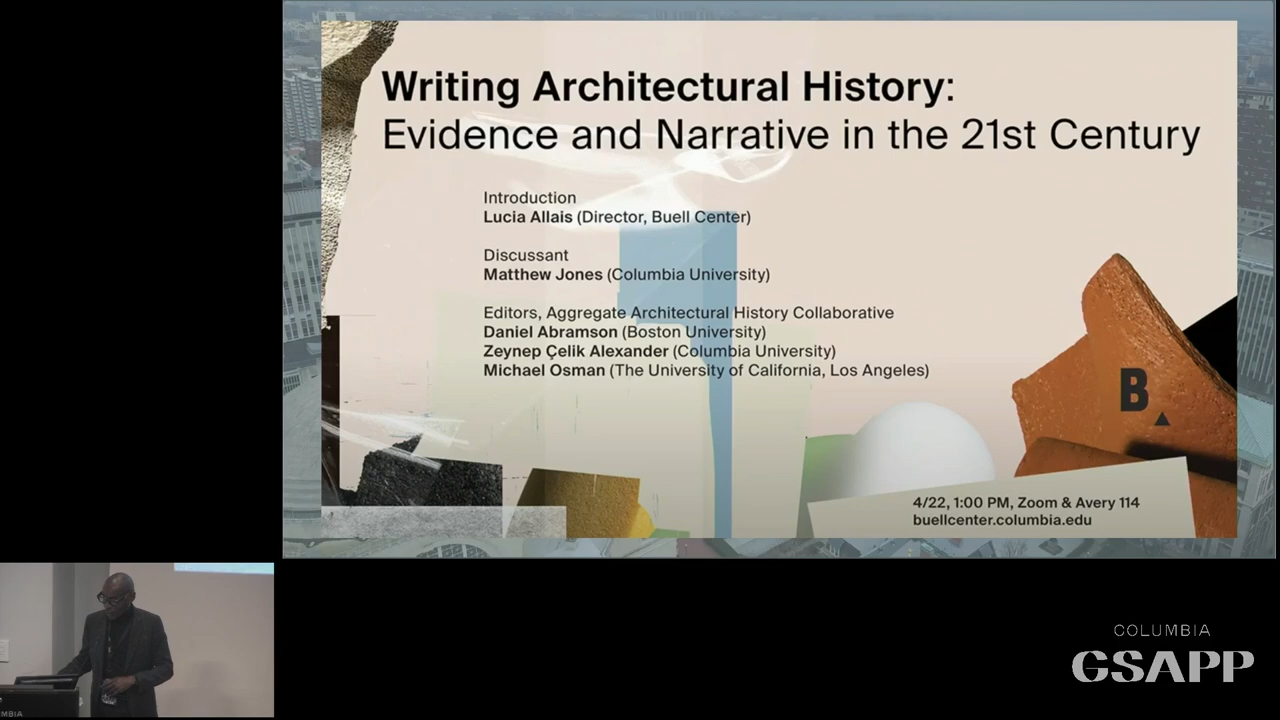 Writing Architectural History:
Evidence and Narrative in the 21st Century
Introduction
Lucia Allais (Director, Buell Center)
Discussant
Matthew Jones (Columbia University)
Editors, Aggregate Architectural History Collaborative
Daniel Abramson (Boston University)
Zeynep Çelik Alexander (Columbia University)
Michael Osman (The University of California, Los Angeles)
B
4/22, 1:00 PM, Zoom & Avery 114
buellcenter.columbia.edu
COLUMBIA
GSAPP
MBIA